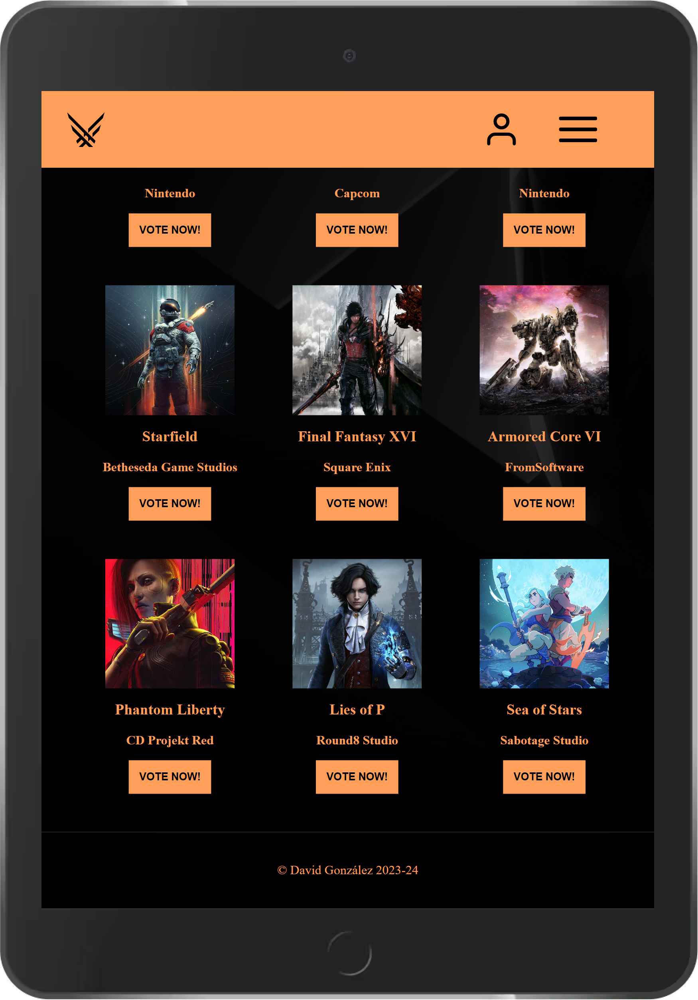 Nintendo Capcom Nintendo
VOTE NOW! VOTE NOW! VOTE NOW!
Starfield Final Fantasy XVI Armored Core VI
Betheseda Game Studios Square Enix FromSoftware
VOTE NOW! VOTE NOW! VOTE NOW!
Phantom Liberty Lies of P Sea of Stars
CD Projekt Red Round8 Studio Sabotage Studio
VOTE NOW! VOTE NOW! VOTE NOW!
© David González 2023-24